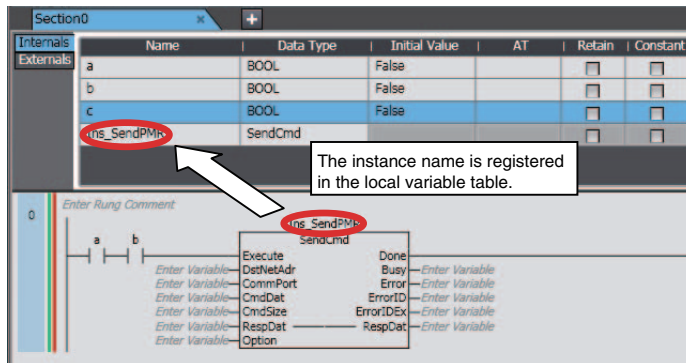 Section0 × +
Internals Name Data Type Initial Value AT Retain Constant
Externals a BOOL False
b BOOL False
c BOOL False
Ins_SendPMR SendCmd
The instance name is registered
in the local variable table.
0 Enter Rung Comment
Ins_SendPMR
a b SendCmd
Execute Done
Enter Variable DstNetAdr Busy Enter Variable
Enter Variable CommPort Error Enter Variable
Enter Variable CmdDat ErrorID Enter Variable
Enter Variable CmdSize ErrorIDEx Enter Variable
Enter Variable RespDat RespDat Enter Variable
Enter Variable Option